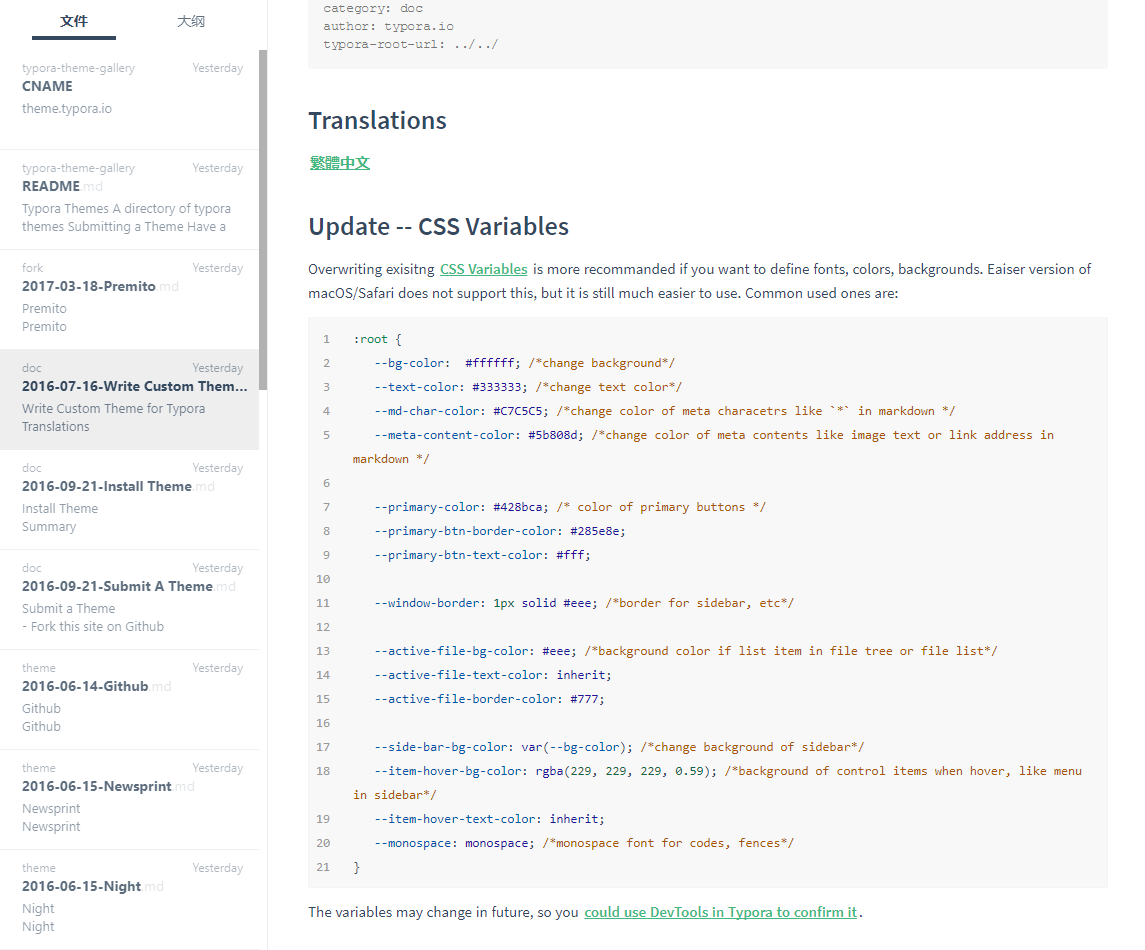 文件
大纲
typora-theme-gallery Yesterday
CNAME
theme.typora.io
typora-theme-gallery Yesterday
README.md
Typora Themes A directory of typora
themes Submitting a Theme Have a
fork Yesterday
2017-03-18-Premito.md
Premito
Premito
doc Yesterday
2016-07-16-Write Custom Them...
Write Custom Theme for Typora
Translations
doc Yesterday
2016-09-21-Install Theme.md
Install Theme
Summary
doc Yesterday
2016-09-21-Submit A Theme.md
Submit a Theme
- Fork this site on Github
theme Yesterday
2016-06-14-Github.md
Github
Github
theme Yesterday
2016-06-15-Newsprint.md
Newsprint
Newsprint
theme Yesterday
2016-06-15-Night.md
Night
Night
category: doc
author: typora.io
typora-root-url: ../../
Translations
繁體中文
Update -- CSS Variables
Overwriting exisitng CSS Variables is more recommanded if you want to define fonts, colors, backgrounds. Eaiser version of
macOS/Safari does not support this, but it is still much easier to use. Common used ones are:
1 :root {
2 --bg-color:  #ffffff; /*change background*/
3 --text-color: #333333; /*change text color*/
4 --md-char-color: #C7C5C5; /*change color of meta characetrs like `*` in markdown */
5 --meta-content-color: #5b808d; /*change color of meta contents like image text or link address in
markdown */
6
7 --primary-color: #428bca; /* color of primary buttons */
8 --primary-btn-border-color: #285e8e;
9 --primary-btn-text-color: #fff;
10
11 --window-border: 1px solid #eee; /*border for sidebar, etc*/
12
13 --active-file-bg-color: #eee; /*background color if list item in file tree or file list*/
14 --active-file-text-color: inherit;
15 --active-file-border-color: #777;
16
17 --side-bar-bg-color: var(--bg-color); /*change background of sidebar*/
18 --item-hover-bg-color: rgba(229, 229, 229, 0.59); /*background of control items when hover, like menu
in sidebar*/
19 --item-hover-text-color: inherit;
20 --monospace: monospace; /*monospace font for codes, fences*/
21 }
The variables may change in future, so you could use DevTools in Typora to confirm it.